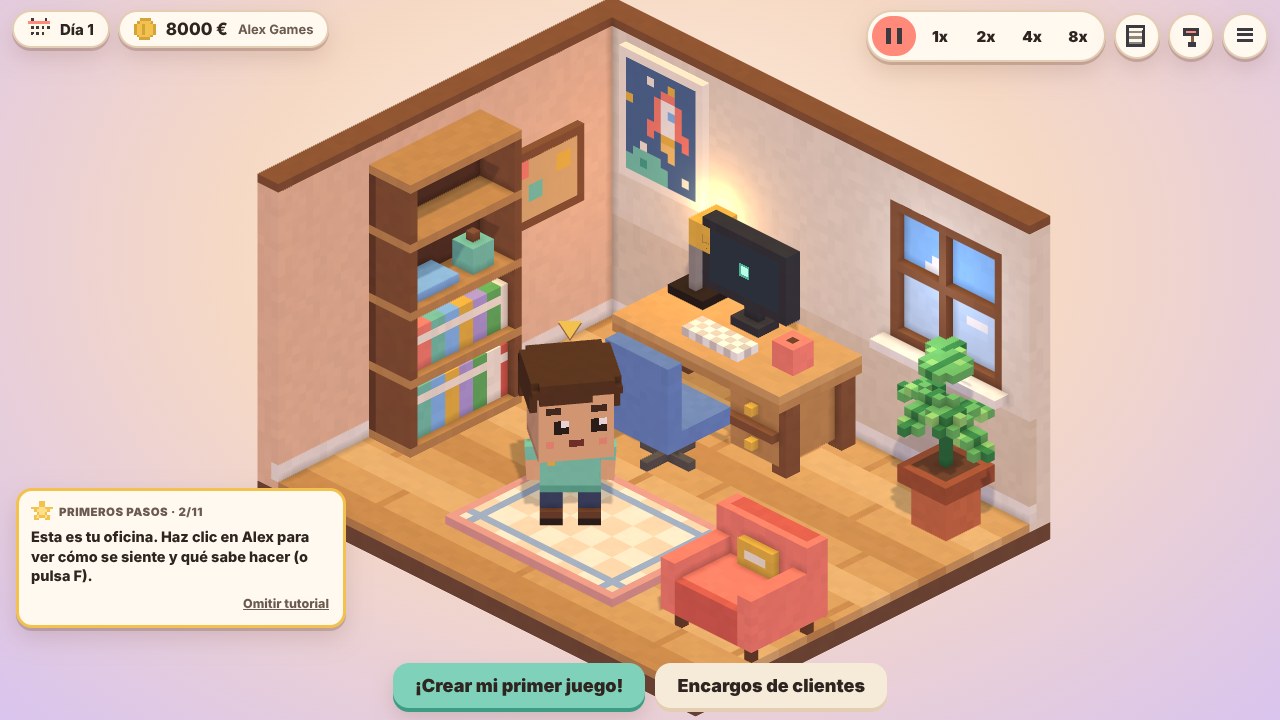 Día 1
8000 € Alex Games
1x 2x 4x 8x
PRIMEROS PASOS · 2/11
Esta es tu oficina. Haz clic en Alex para
ver cómo se siente y qué sabe hacer (o
pulsa F).
Omitir tutorial
¡Crear mi primer juego!
Encargos de clientes